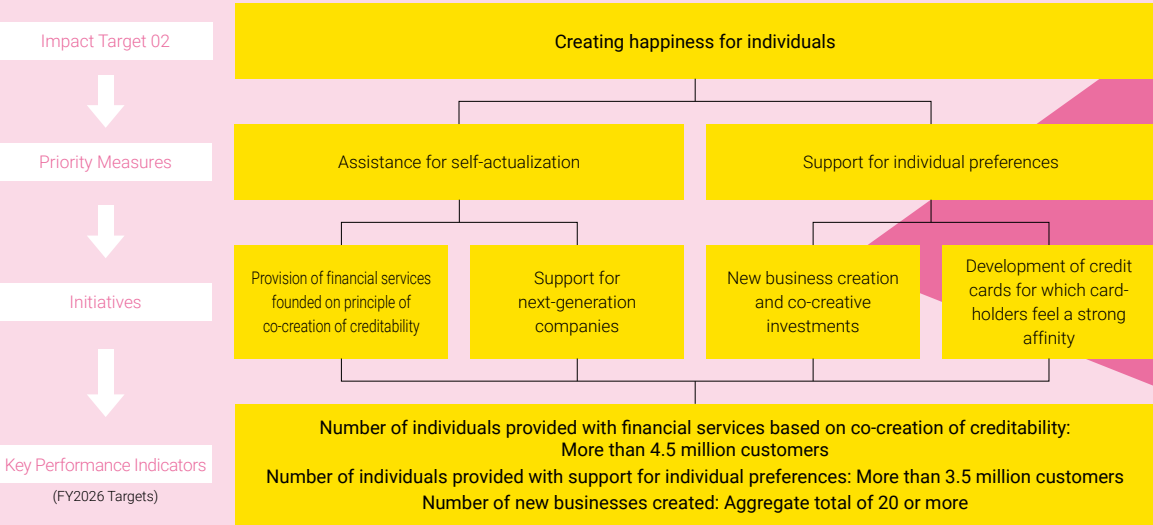 Impact Target 02
Creating happiness for individuals
Priority Measures
Assistance for self-actualization
Support for individual preferences
Initiatives
Provision of financial services
founded on principle of
co-creation of creditability
Support for
next-generation
companies
New business creation
and co-creative
investments
Development of credit
cards for which card-
holders feel a strong
affinity
Key Performance Indicators
(FY2026 Targets)
Number of individuals provided with financial services based on co-creation of creditability:
More than 4.5 million customers
Number of individuals provided with support for individual preferences: More than 3.5 million customers
Number of new businesses created: Aggregate total of 20 or more